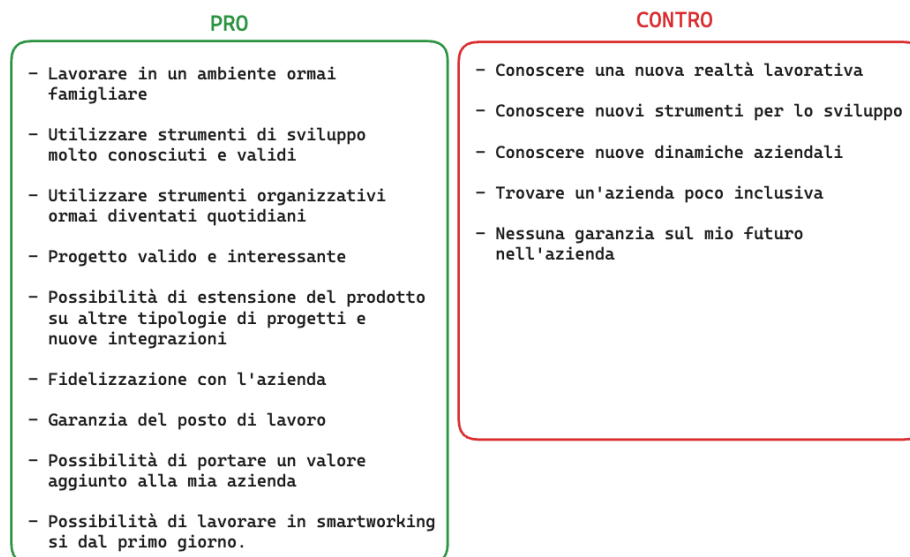 PRO
- Lavorare in un ambiente ormai
famigliare
- Utilizzare strumenti di sviluppo
molto conosciuti e validi
- Utilizzare strumenti organizzativi
ormai diventati quotidiani
- Progetto valido e interessante
- Possibilità di estensione del prodotto
su altre tipologie di progetti e
nuove integrazioni
- Fidelizzazione con l'azienda
- Garanzia del posto di lavoro
- Possibilità di portare un valore
aggiunto alla mia azienda
- Possibilità di lavorare in smartworking
si dal primo giorno.
CONTRO
- Conoscere una nuova realtà lavorativa
- Conoscere nuovi strumenti per lo sviluppo
- Conoscere nuove dinamiche aziendali
- Trovare un'azienda poco inclusiva
- Nessuna garanzia sul mio futuro
nell'azienda